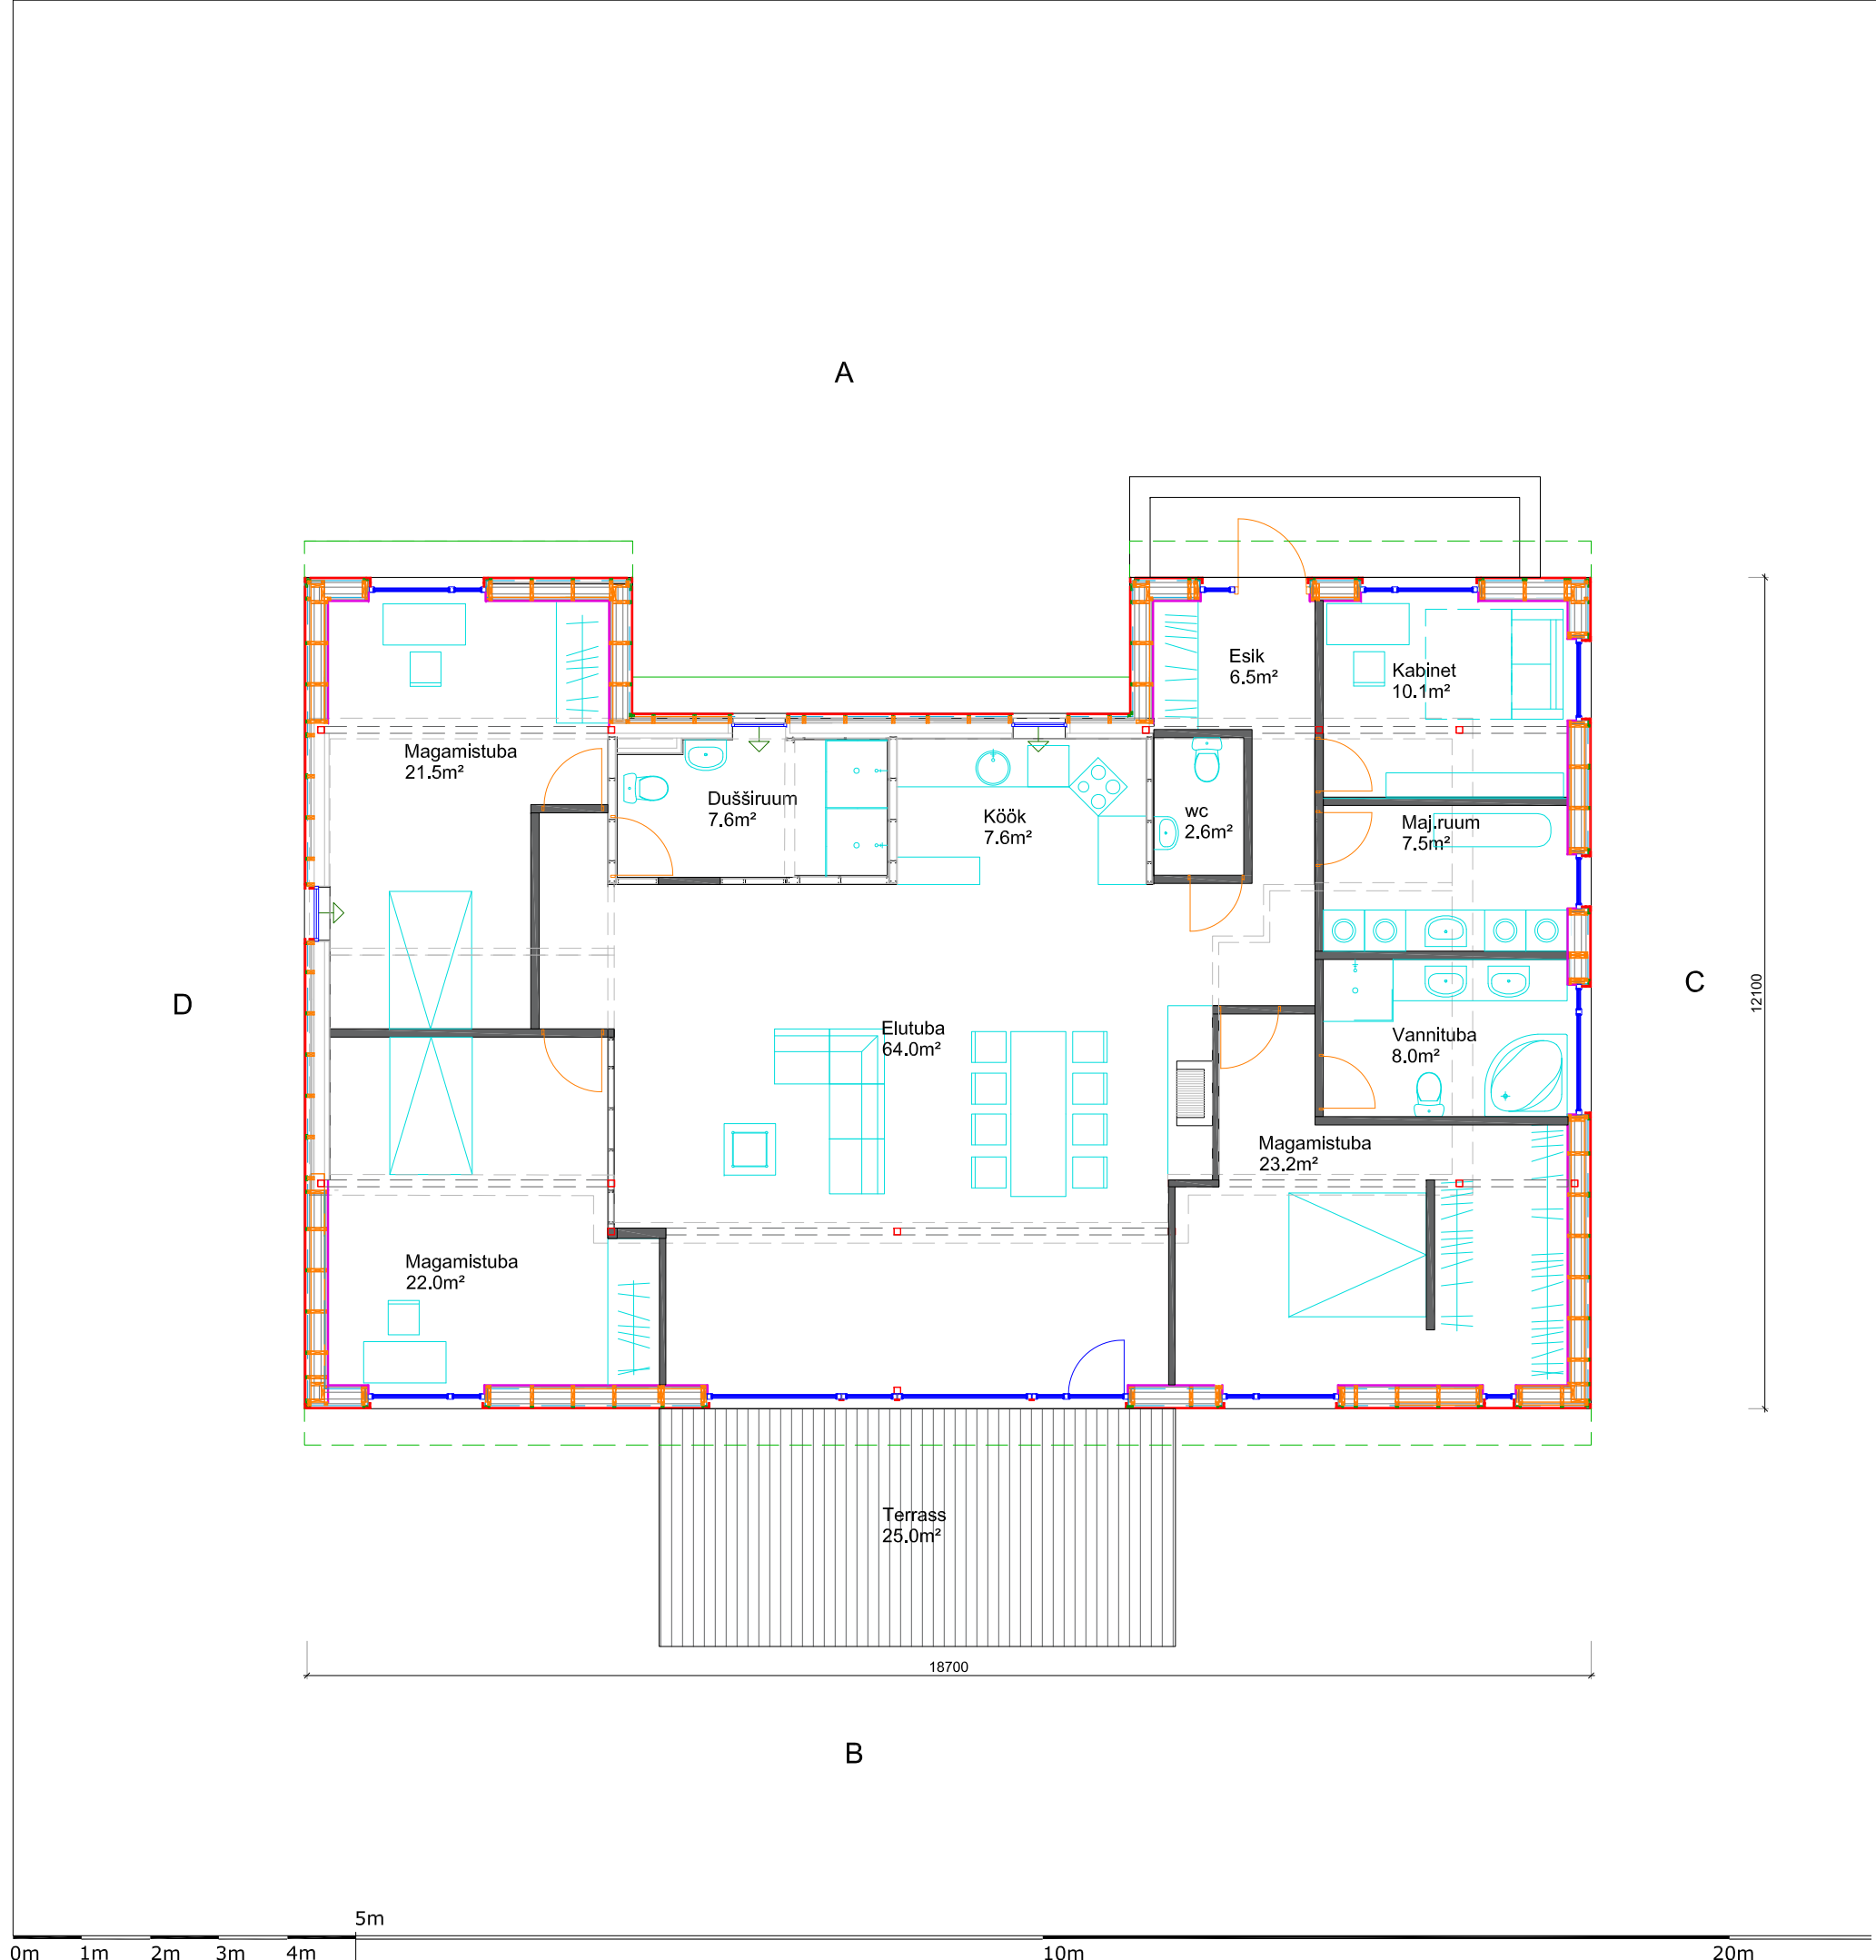 A
Esik
6.5m²
Kabinet
10.1m²
Magamistuba
21.5m²
Dušširuum
7.6m²
Köök
7.6m²
wc
2.6m²
Maj.ruum
7.5m²
D
C
12100
Elutuba
64.0m²
Vannituba
8.0m²
Magamistuba
23.2m²
Magamistuba
22.0m²
Terrass
25.0m²
18700
B
5m
0m 1m 2m 3m 4m 10m 20m